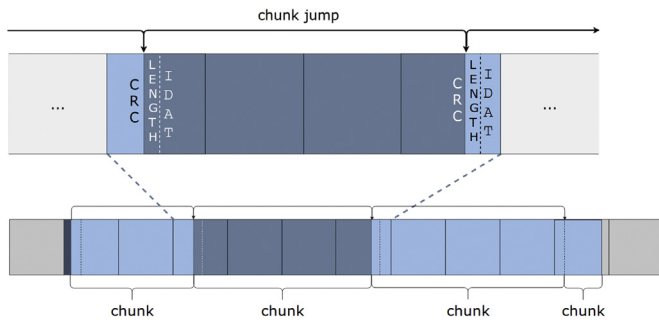 chunk jump
...
CRC
LENGTH
IDAT
CRC
LENGTH
IDAT
...
chunk
chunk
chunk
chunk